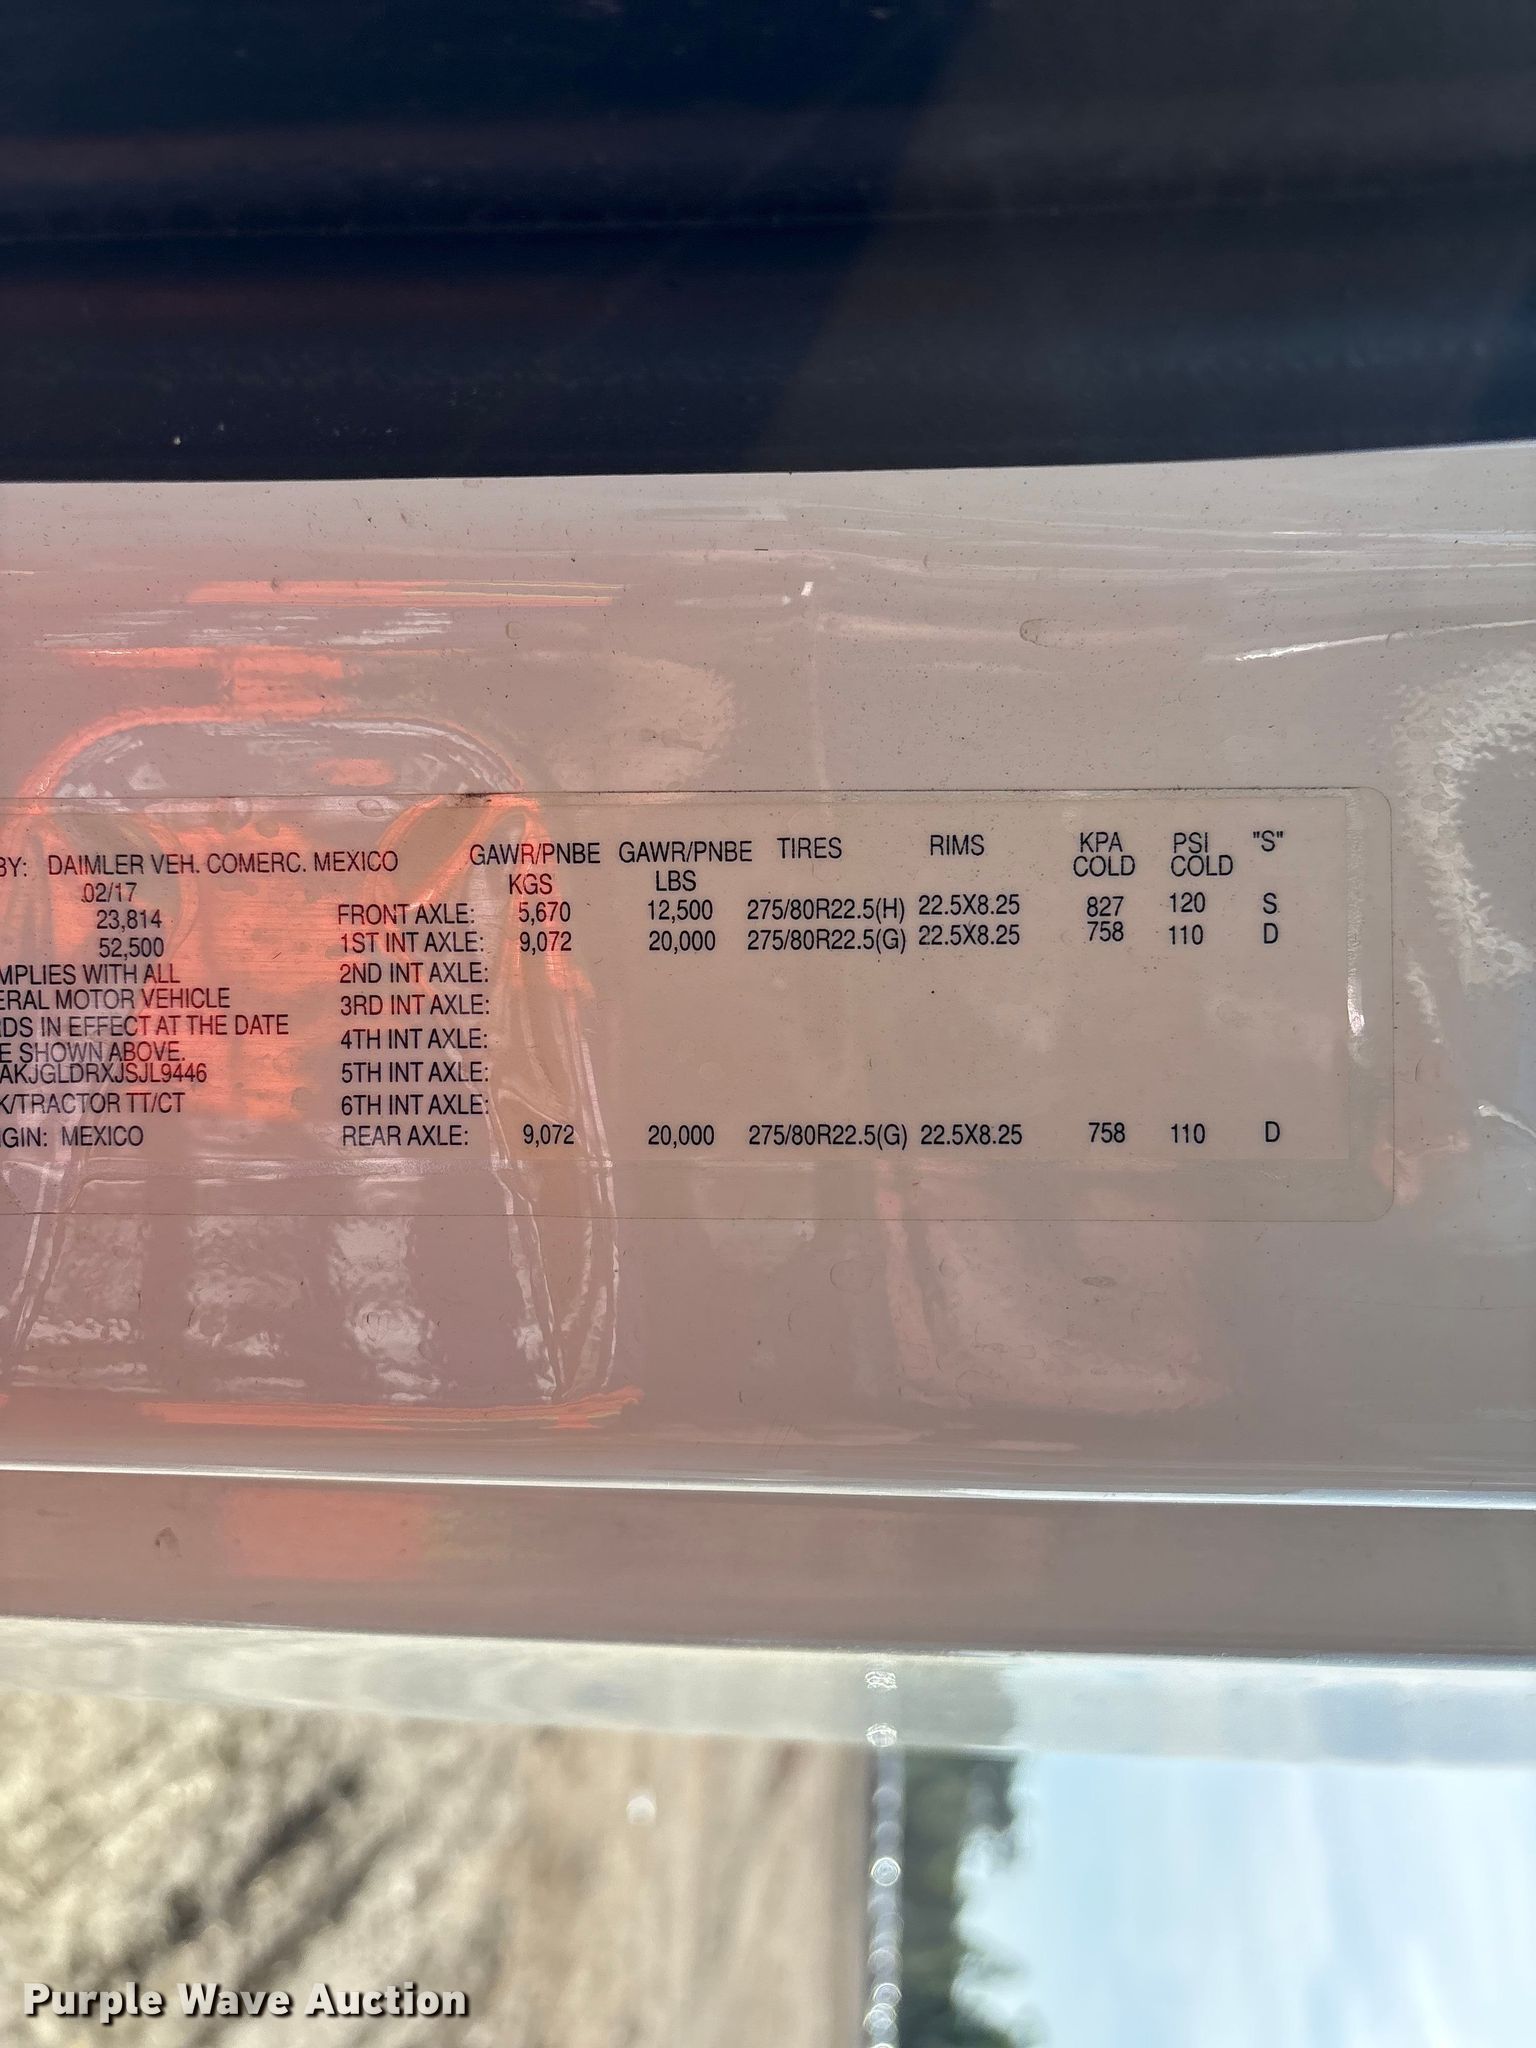 BY: DAIMLER VEH. COMERC. MEXICO GAWR/PNBE KGS GAWR/PNBE LBS TIRES RIMS KPA COLD PSI COLD "S"
02/17
23,814 FRONT AXLE: 5,670 12,500 275/80R22.5(H) 22.5X8.25 827 120 S
52,500 1ST INT AXLE: 9,072 20,000 275/80R22.5(G) 22.5X8.25 758 110 D
MPLIES WITH ALL 2ND INT AXLE:
ERAL MOTOR VEHICLE 3RD INT AXLE:
RDS IN EFFECT AT THE DATE 4TH INT AXLE:
E SHOWN ABOVE.
AKJGLDRXJSJL9446 5TH INT AXLE:
K/TRACTOR TT/CT 6TH INT AXLE:
IGIN: MEXICO REAR AXLE: 9,072 20,000 275/80R22.5(G) 22.5X8.25 758 110 D
Purple Wave Auction